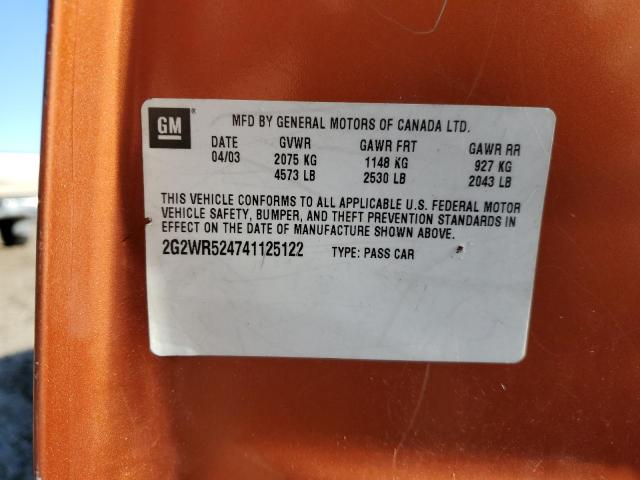 GM ® MFD BY GENERAL MOTORS OF CANADA LTD.
DATE GVWR GAWR FRT GAWR RR
04/03 2075 KG 1148 KG 927 KG
4573 LB 2530 LB 2043 LB
THIS VEHICLE CONFORMS TO ALL APPLICABLE U.S. FEDERAL MOTOR
VEHICLE SAFETY, BUMPER, AND THEFT PREVENTION STANDARDS IN
EFFECT ON THE DATE OF MANUFACTURE SHOWN ABOVE.
2G2WR524741125122 TYPE: PASS CAR